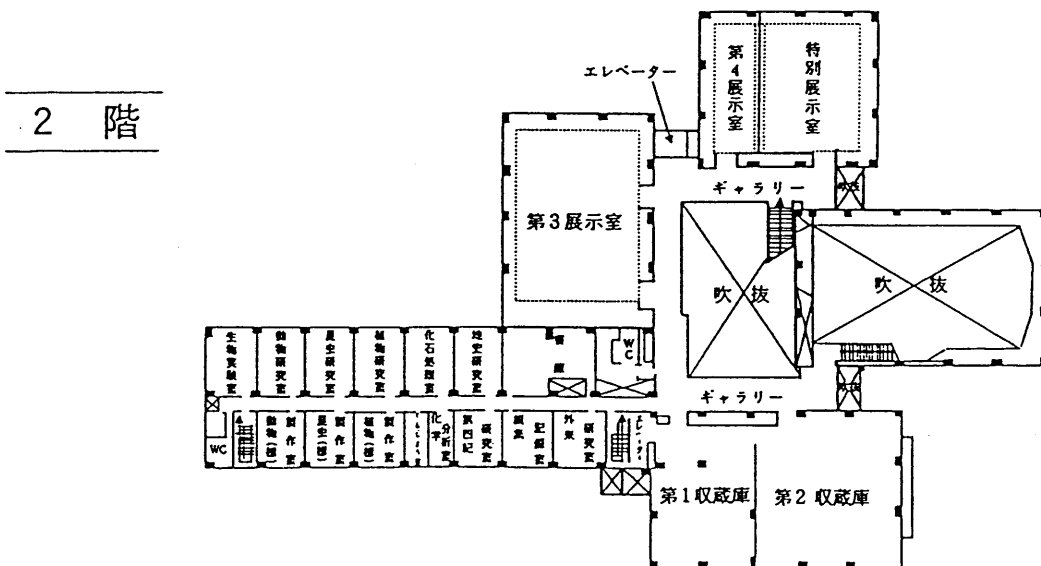 2 階
エレベーター
第4展示室
特別展示室
ギャラリー
第3展示室
吹 抜
吹 抜
生物実験室
動物研究室
昆虫研究室
植物研究室
化石処理室
地史研究室
書庫
WC
ギャラリー
WC
動物(標)製作室
昆虫(標)製作室
植物(標)製作室
化学分析室
第四紀研究室
外来研究室
第1収蔵庫
第2収蔵庫